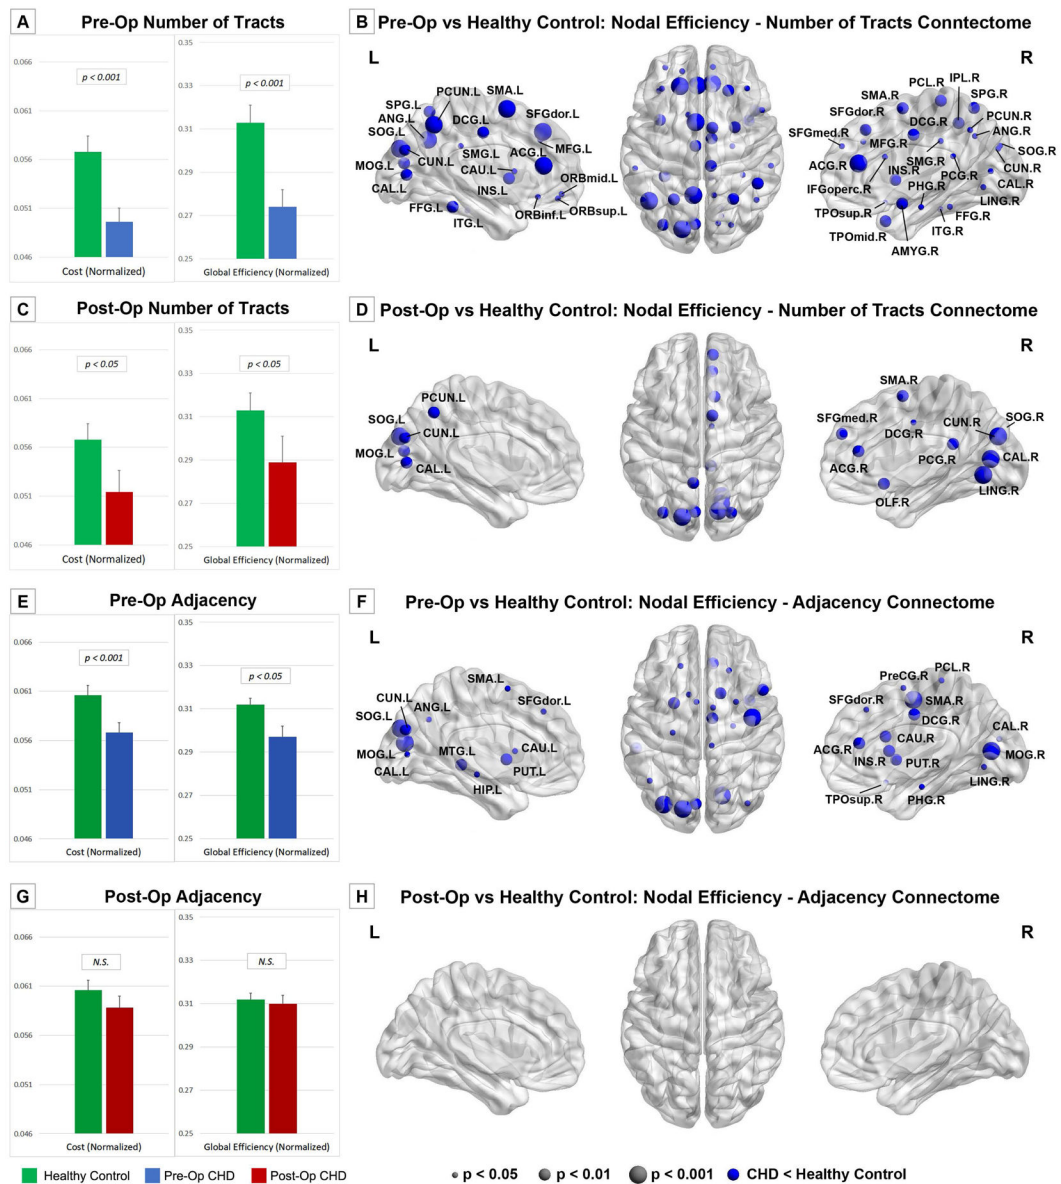 A Pre-Op Number of Tracts
0.066
0.061
0.056
0.051
0.046
p < 0.001
Cost (Normalized)
0.35
0.33
0.31
0.29
0.27
0.25
p < 0.001
Global Efficiency (Normalized)
B Pre-Op vs Healthy Control: Nodal Efficiency - Number of Tracts Conntectome
L
R
SMA.L
PCUN.L
SPG.L
ANG.L
SOG.L
DCG.L
SFGdor.L
MFG.L
CUN.L
SMG.L
ACG.L
MOG.L
CAU.L
CAL.L
INS.L
ORBmid.L
FFG.L
ORBinf.L
ORBsup.L
ITG.L
IPL.R
PCL.R
SMA.R
SPG.R
SFGdor.R
DCG.R
PCUN.R
SFGmed.R
MFG.R
ANG.R
SOG.R
ACG.R
SMG.R
CUN.R
INS.R
PCG.R
IFGoperc.R
PHG.R
CAL.R
LING.R
TPOsup.R
FFG.R
ITG.R
TPOmid.R
AMYG.R
C Post-Op Number of Tracts
0.066
0.061
0.056
0.051
0.046
p < 0.05
Cost (Normalized)
0.35
0.33
0.31
0.29
0.27
0.25
p < 0.05
Global Efficiency (Normalized)
D Post-Op vs Healthy Control: Nodal Efficiency - Number of Tracts Connectome
L
R
PCUN.L
SOG.L
CUN.L
MOG.L
CAL.L
SMA.R
SFGmed.R
CUN.R
SOG.R
DCG.R
ACG.R
PCG.R
CAL.R
OLF.R
LING.R
E Pre-Op Adjacency
0.066
0.061
0.056
0.051
0.046
p < 0.001
Cost (Normalized)
0.35
0.33
0.31
0.29
0.27
0.25
p < 0.05
Global Efficiency (Normalized)
F Pre-Op vs Healthy Control: Nodal Efficiency - Adjacency Connectome
L
R
SMA.L
CUN.L
ANG.L
SFGdor.L
SOG.L
MOG.L
MTG.L
CAU.L
CAL.L
PUT.L
HIP.L
PCL.R
PreCG.R
SFGdor.R
SMA.R
DCG.R
CAL.R
CAU.R
ACG.R
MOG.R
INS.R
PUT.R
LING.R
TPOsup.R
PHG.R
G Post-Op Adjacency
0.066
0.061
0.056
0.051
0.046
N.S.
Cost (Normalized)
0.35
0.33
0.31
0.29
0.27
0.25
N.S.
Global Efficiency (Normalized)
H Post-Op vs Healthy Control: Nodal Efficiency - Adjacency Connectome
L
R
Healthy Control Pre-Op CHD Post-Op CHD
p < 0.05 p < 0.01 p < 0.001 CHD < Healthy Control